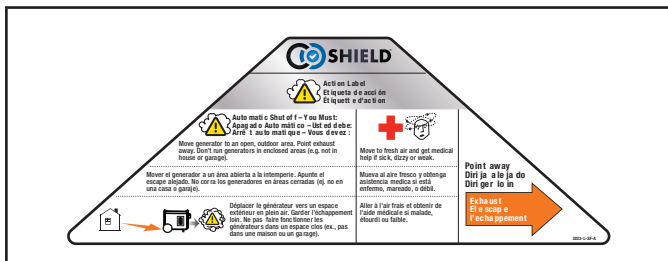 CO SHIELD®
Action Label
Etiqueta de acción
Étiquette d'action
Automatic Shutoff – You Must:
Apagado Automático – Usted debe:
Arrêt automatique – Vous devez :
Move generator to an open, outdoor area. Point exhaust
away. Don't run generators in enclosed areas (e.g. not in
house or garage).
Move to fresh air and get medical
help if sick, dizzy or weak.
Mover el generador a un área abierta a la intemperie. Apunte el
escape alejado. No corra los generadores en áreas cerradas (ej. no en
una casa o garaje).
Mueva al aire fresco y obtenga
asistencia medica si está
enfermo, mareado, o débil.
Déplacer le générateur vers un espace
extérieur en plein air. Garder l'échappement
loin. Ne pas faire fonctionner les
générateurs dans un espace clos (ex., pas
dans une maison ou un garage).
Aller à l'air frais et obtenir de
l'aide médicale si malade,
étourdi ou faible.
Point away
Dirija alejado
Diriger loin
Exhaust
El escape
l'echappement